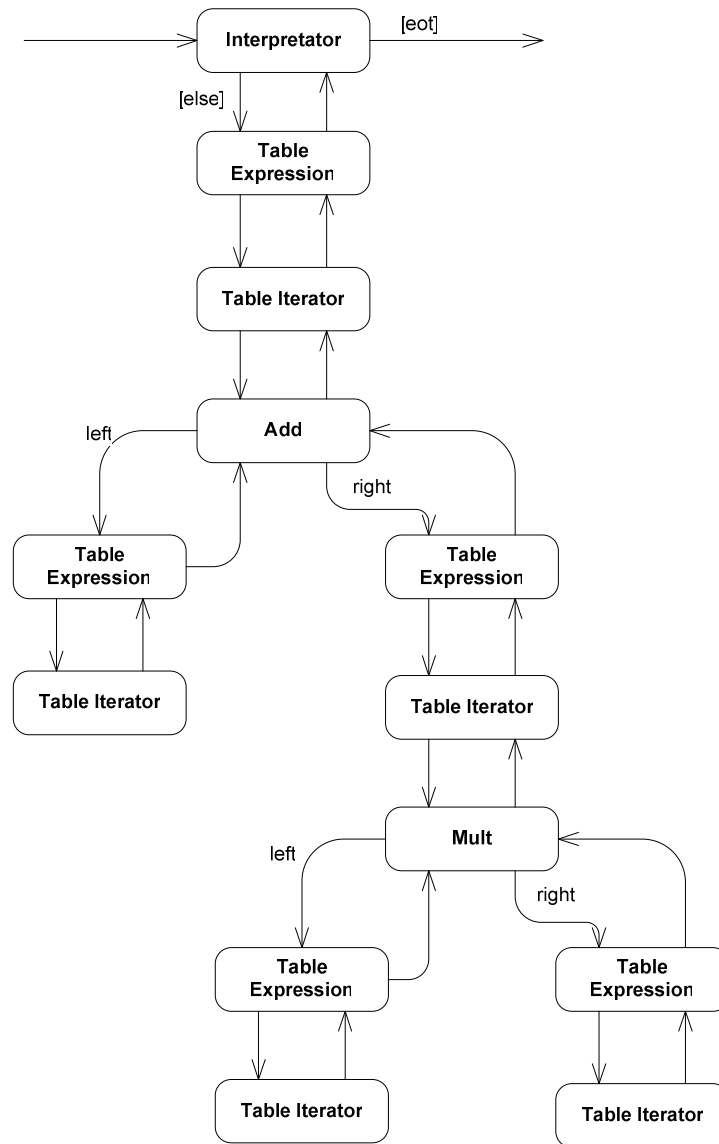 Interpretator
[eot]
[else]
Table
Expression
Table Iterator
Add
left
right
Table
Expression
Table
Expression
Table Iterator
Table Iterator
Mult
left
right
Table
Expression
Table
Expression
Table Iterator
Table Iterator